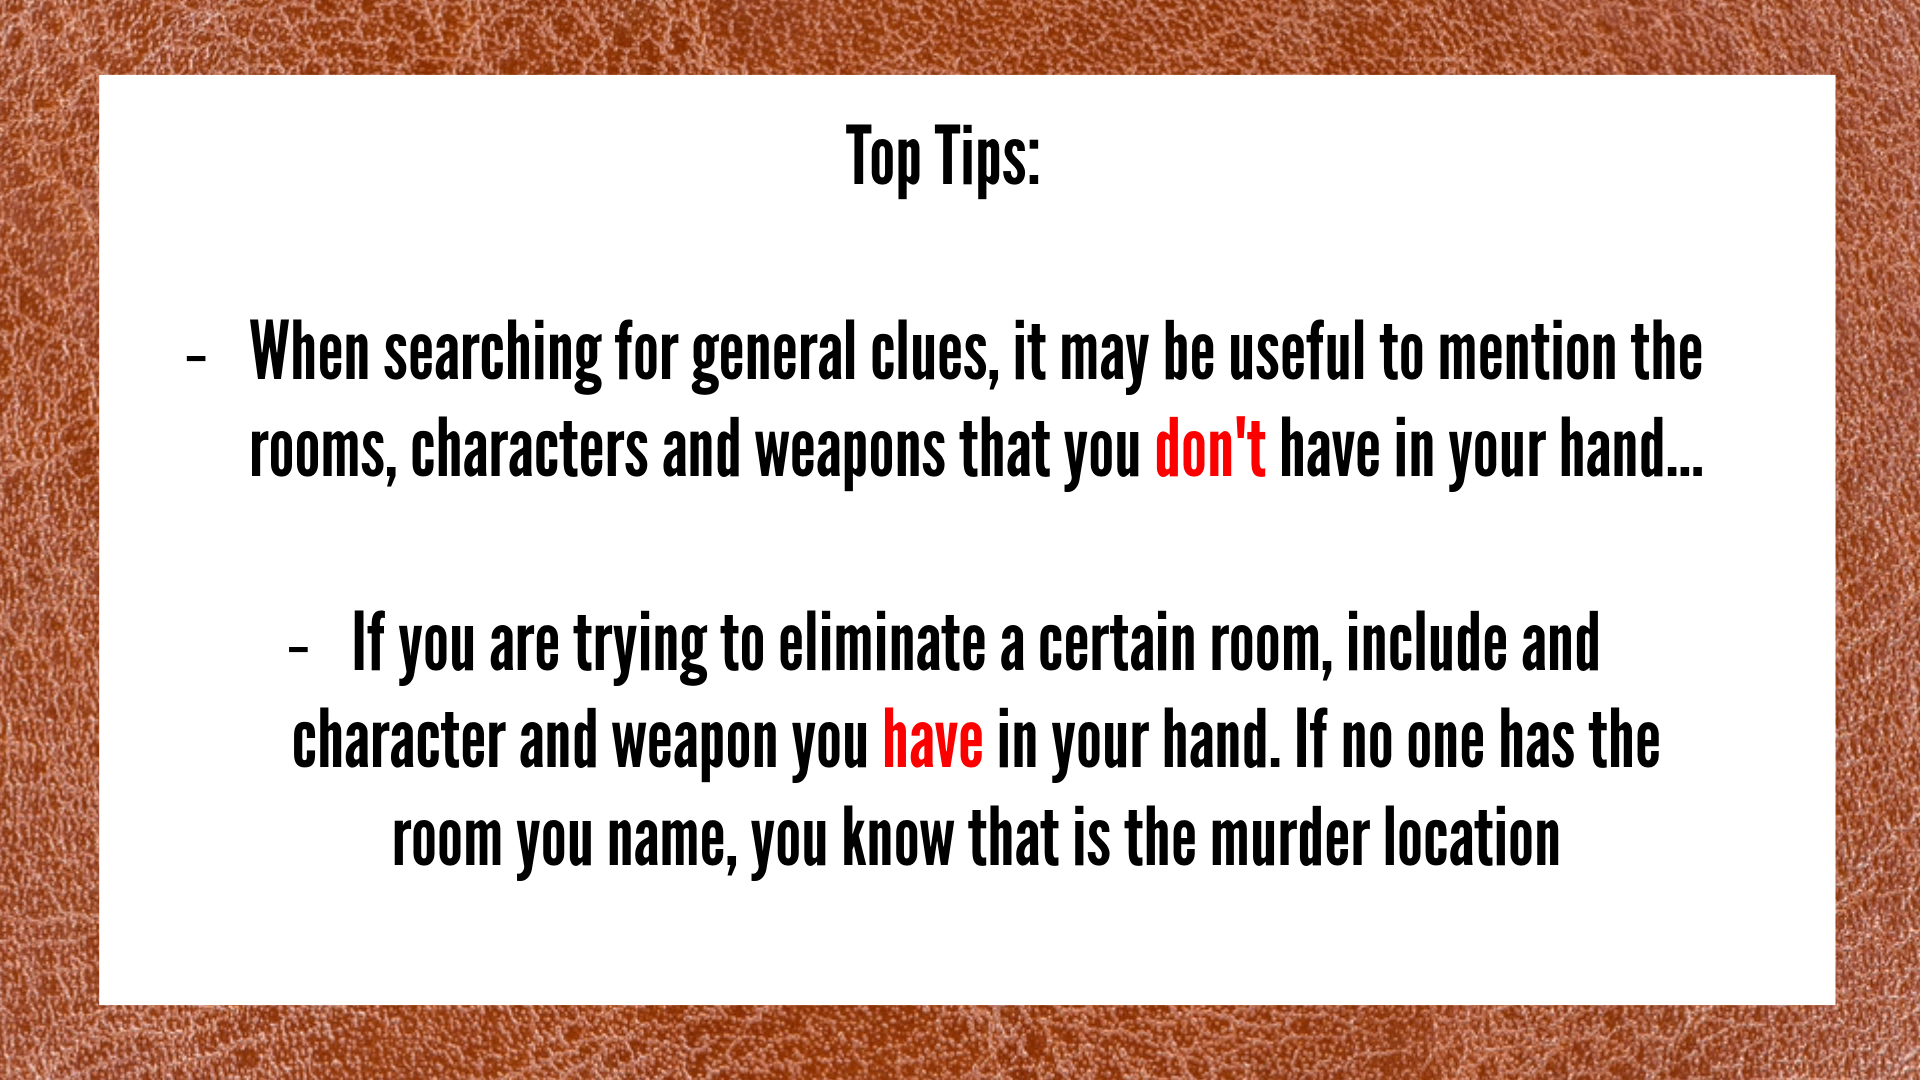 Top Tips:
- When searching for general clues, it may be useful to mention the
rooms, characters and weapons that you don't have in your hand...
- If you are trying to eliminate a certain room, include and
character and weapon you have in your hand. If no one has the
room you name, you know that is the murder location